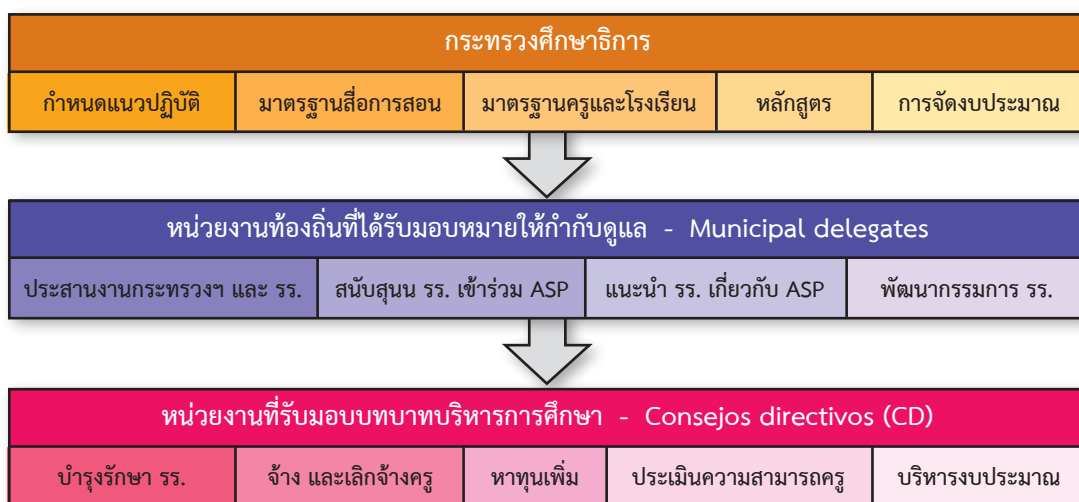 กระทรวงศึกษาธิการ
กำหนดแนวปฏิบัติ มาตรฐานสื่อการสอน มาตรฐานครูและโรงเรียน หลักสูตร การจัดงบประมาณ
หน่วยงานท้องถิ่นที่ได้รับมอบหมายให้กำกับดูแล - Municipal delegates
ประสานงานกระทรวงฯ และ รร. สนับสุนน รร. เข้าร่วม ASP แนะนำ รร. เกี่ยวกับ ASP พัฒนากรรมการ รร.
หน่วยงานที่รับมอบบทบาทบริหารการศึกษา - Consejos directivos (CD)
บำรุงรักษา รร. จ้าง และเลิกจ้างครู หาทุนเพิ่ม ประเมินความสามารถครู บริหารงบประมาณ